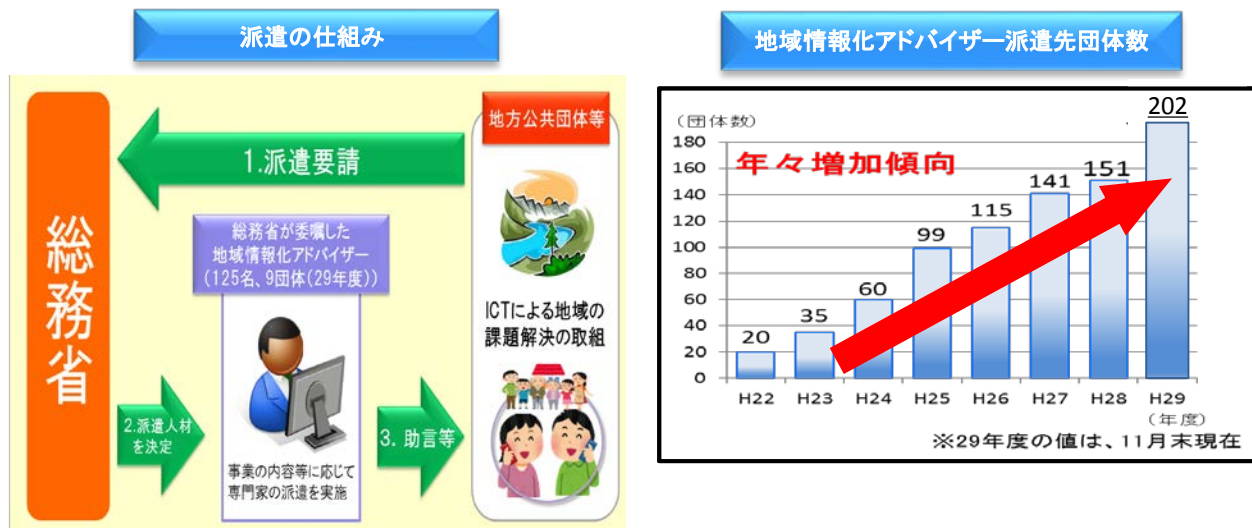 派遣の仕組み
総務省
1.派遣要請
地方公共団体等
総務省が委嘱した
地域情報化アドバイザー
(125名、9団体(29年度))
ICTによる地域の
課題解決の取組
2.派遣人材
を決定
3. 助言等
事業の内容等に応じて
専門家の派遣を実施
地域情報化アドバイザー派遣先団体数
(団体数)
年々増加傾向
180
160
140
120
100
80
60
40
20
0
20
35
60
99
115
141
151
202
H22
H23
H24
H25
H26
H27
H28
H29
(年度)
※29年度の値は、11月末現在